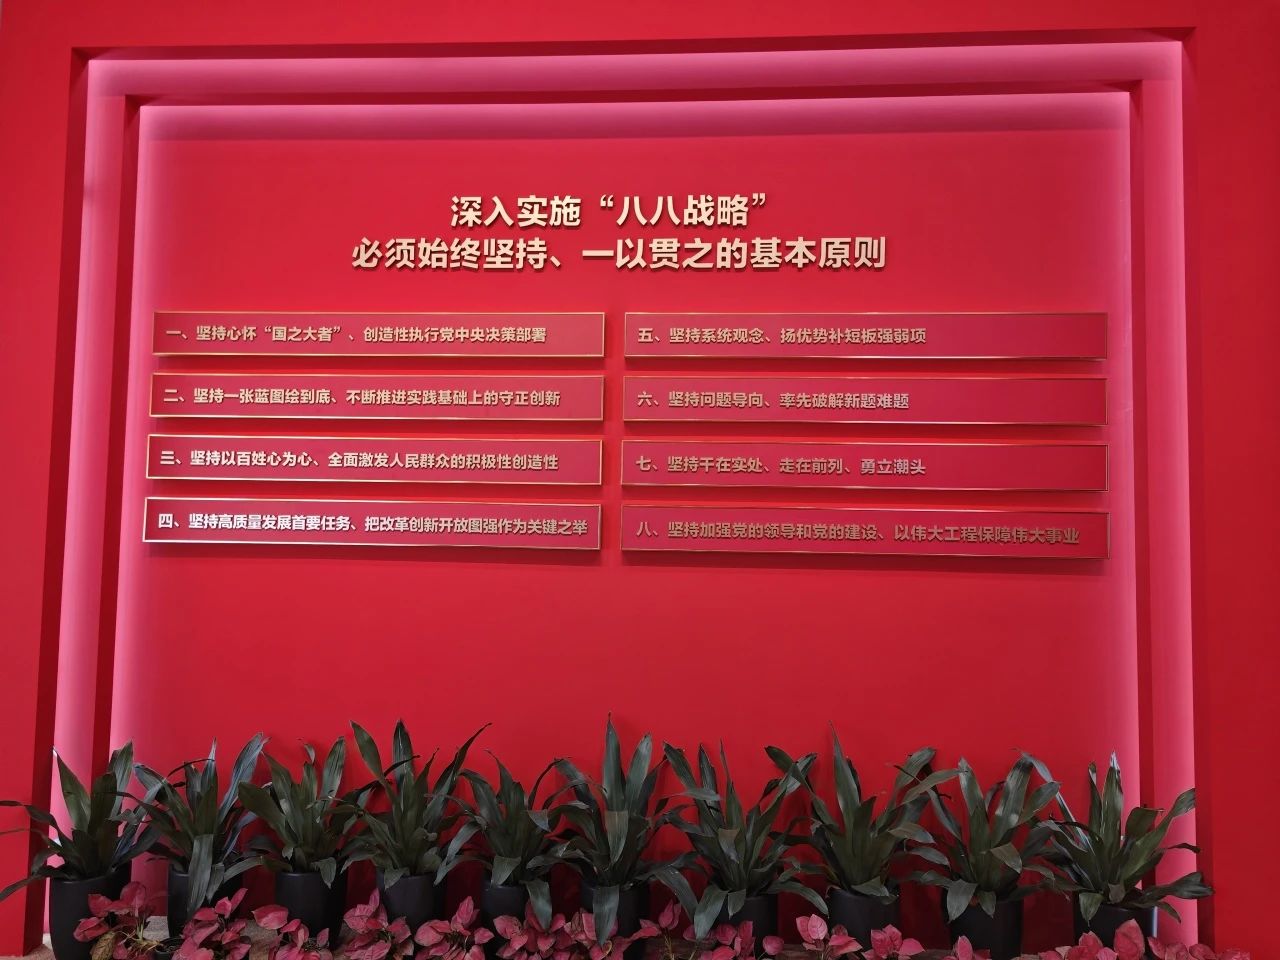 深入实施“八八战略”
必须始终坚持、一以贯之的基本原则
一、坚持心怀“国之大者”、创造性执行党中央决策部署
二、坚持一张蓝图绘到底、不断推进实践基础上的守正创新
三、坚持以百姓心为心、全面激发人民群众的积极性创造性
四、坚持高质量发展首要任务、把改革创新开放图强作为关键之举
五、坚持系统观念、扬优势补短板强弱项
六、坚持问题导向、率先破解新题难题
七、坚持干在实处、走在前列、勇立潮头
八、坚持加强党的领导和党的建设、以伟大工程保障伟大事业